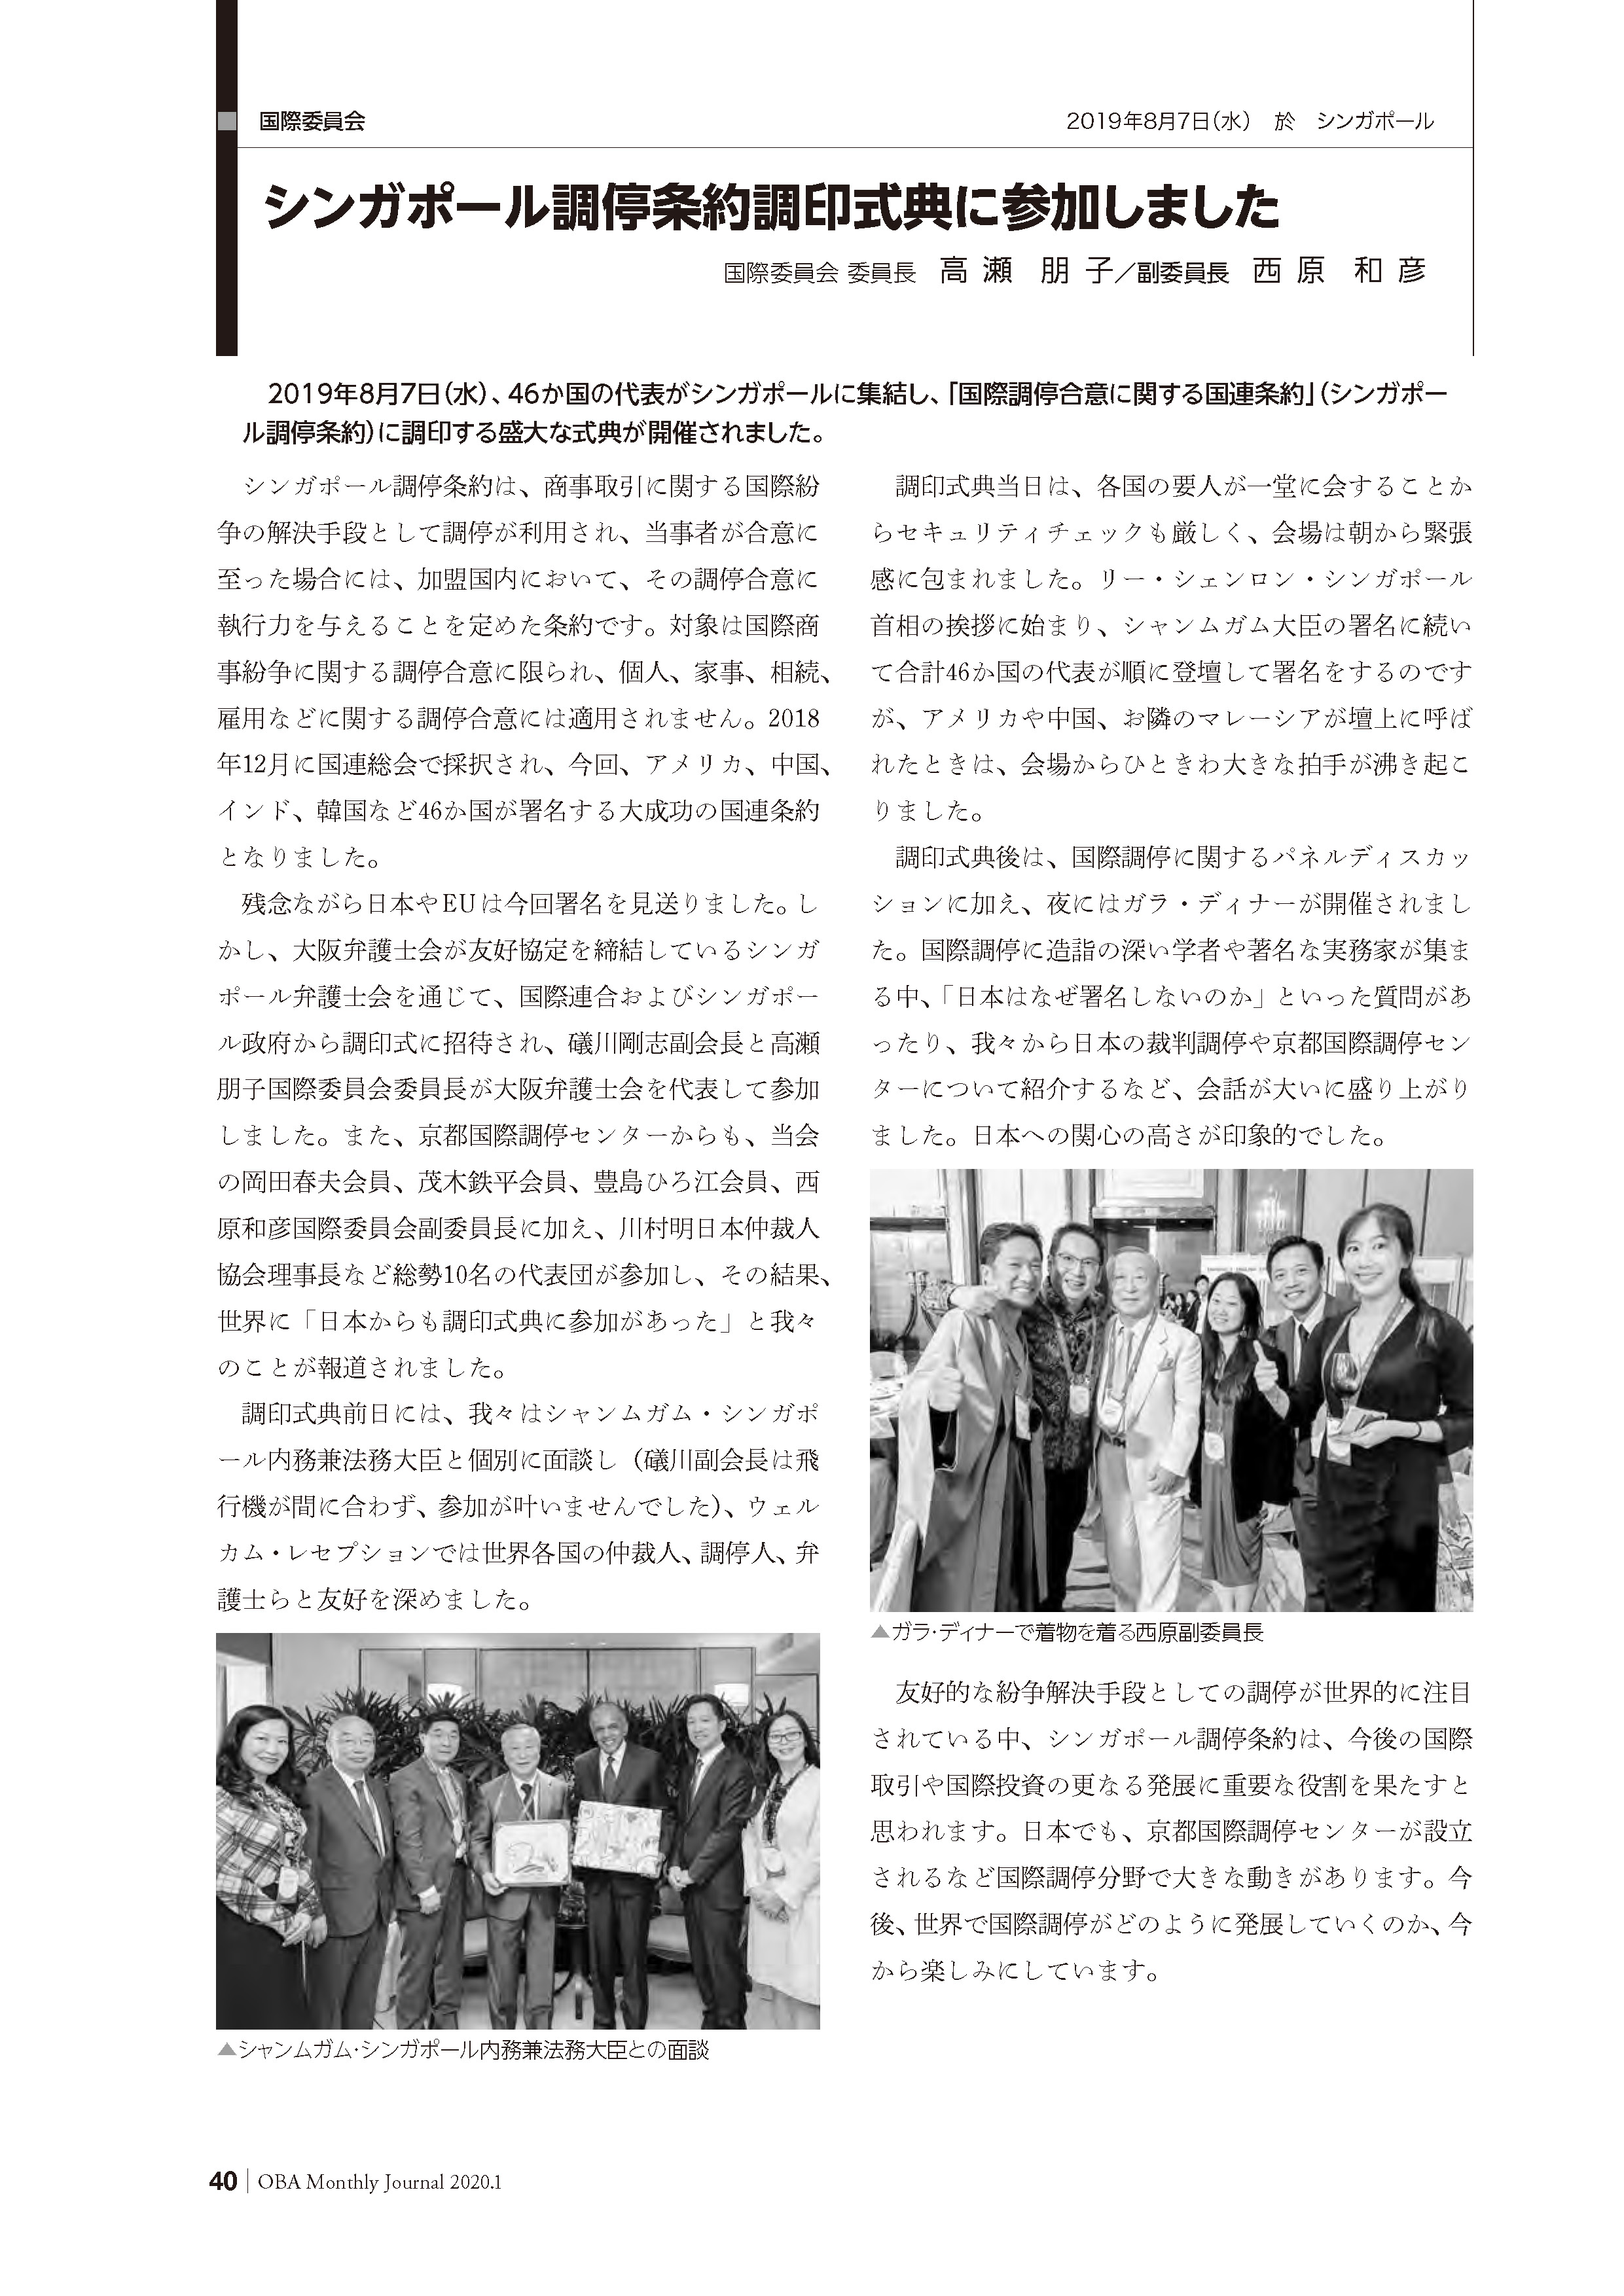 国際委員会
2019年8月7日(水)　於　シンガポール
シンガポール調停条約調印式典に参加しました
国際委員会 委員長　高 瀬　朋 子／副委員長　西 原　和 彦
2019年8月7日(水)、46か国の代表がシンガポールに集結し、「国際調停合意に関する国連条約」(シンガポー
ル調停条約)に調印する盛大な式典が開催されました。
シンガポール調停条約は、商事取引に関する国際紛
争の解決手段として調停が利用され、当事者が合意に
至った場合には、加盟国内において、その調停合意に
執行力を与えることを定めた条約です。対象は国際商
事紛争に関する調停合意に限られ、個人、家事、相続、
雇用などに関する調停合意には適用されません。2018
年12月に国連総会で採択され、今回、アメリカ、中国、
インド、韓国など46か国が署名する大成功の国連条約
となりました。
残念ながら日本やEUは今回署名を見送りました。し
かし、大阪弁護士会が友好協定を締結しているシンガ
ポール弁護士会を通じて、国際連合およびシンガポー
ル政府から調印式に招待され、礒川剛志副会長と高瀬
朋子国際委員会委員長が大阪弁護士会を代表して参加
しました。また、京都国際調停センターからも、当会
の岡田春夫会員、茂木鉄平会員、豊島ひろ江会員、西
原和彦国際委員会副委員長に加え、川村明日本仲裁人
協会理事長など総勢10名の代表団が参加し、その結果、
世界に「日本からも調印式典に参加があった」と我々
のことが報道されました。
調印式典前日には、我々はシャンムガム・シンガポ
ール内務兼法務大臣と個別に面談し（礒川副会長は飛
行機が間に合わず、参加が叶いませんでした）、ウェル
カム・レセプションでは世界各国の仲裁人、調停人、弁
護士らと友好を深めました。
▲シャンムガム・シンガポール内務兼法務大臣との面談
調印式典当日は、各国の要人が一堂に会することか
らセキュリティチェックも厳しく、会場は朝から緊張
感に包まれました。リー・シェンロン・シンガポール
首相の挨拶に始まり、シャンムガム大臣の署名に続い
て合計46か国の代表が順に登壇して署名をするのです
が、アメリカや中国、お隣のマレーシアが壇上に呼ば
れたときは、会場からひときわ大きな拍手が沸き起こ
りました。
調印式典後は、国際調停に関するパネルディスカッ
ションに加え、夜にはガラ・ディナーが開催されまし
た。国際調停に造詣の深い学者や著名な実務家が集ま
る中、「日本はなぜ署名しないのか」といった質問があ
ったり、我々から日本の裁判調停や京都国際調停セン
ターについて紹介するなど、会話が大いに盛り上がり
ました。日本への関心の高さが印象的でした。
▲ガラ・ディナーで着物を着る西原副委員長
友好的な紛争解決手段としての調停が世界的に注目
されている中、シンガポール調停条約は、今後の国際
取引や国際投資の更なる発展に重要な役割を果たすと
思われます。日本でも、京都国際調停センターが設立
されるなど国際調停分野で大きな動きがあります。今
後、世界で国際調停がどのように発展していくのか、今
から楽しみにしています。
40 | OBA Monthly Journal 2020.1